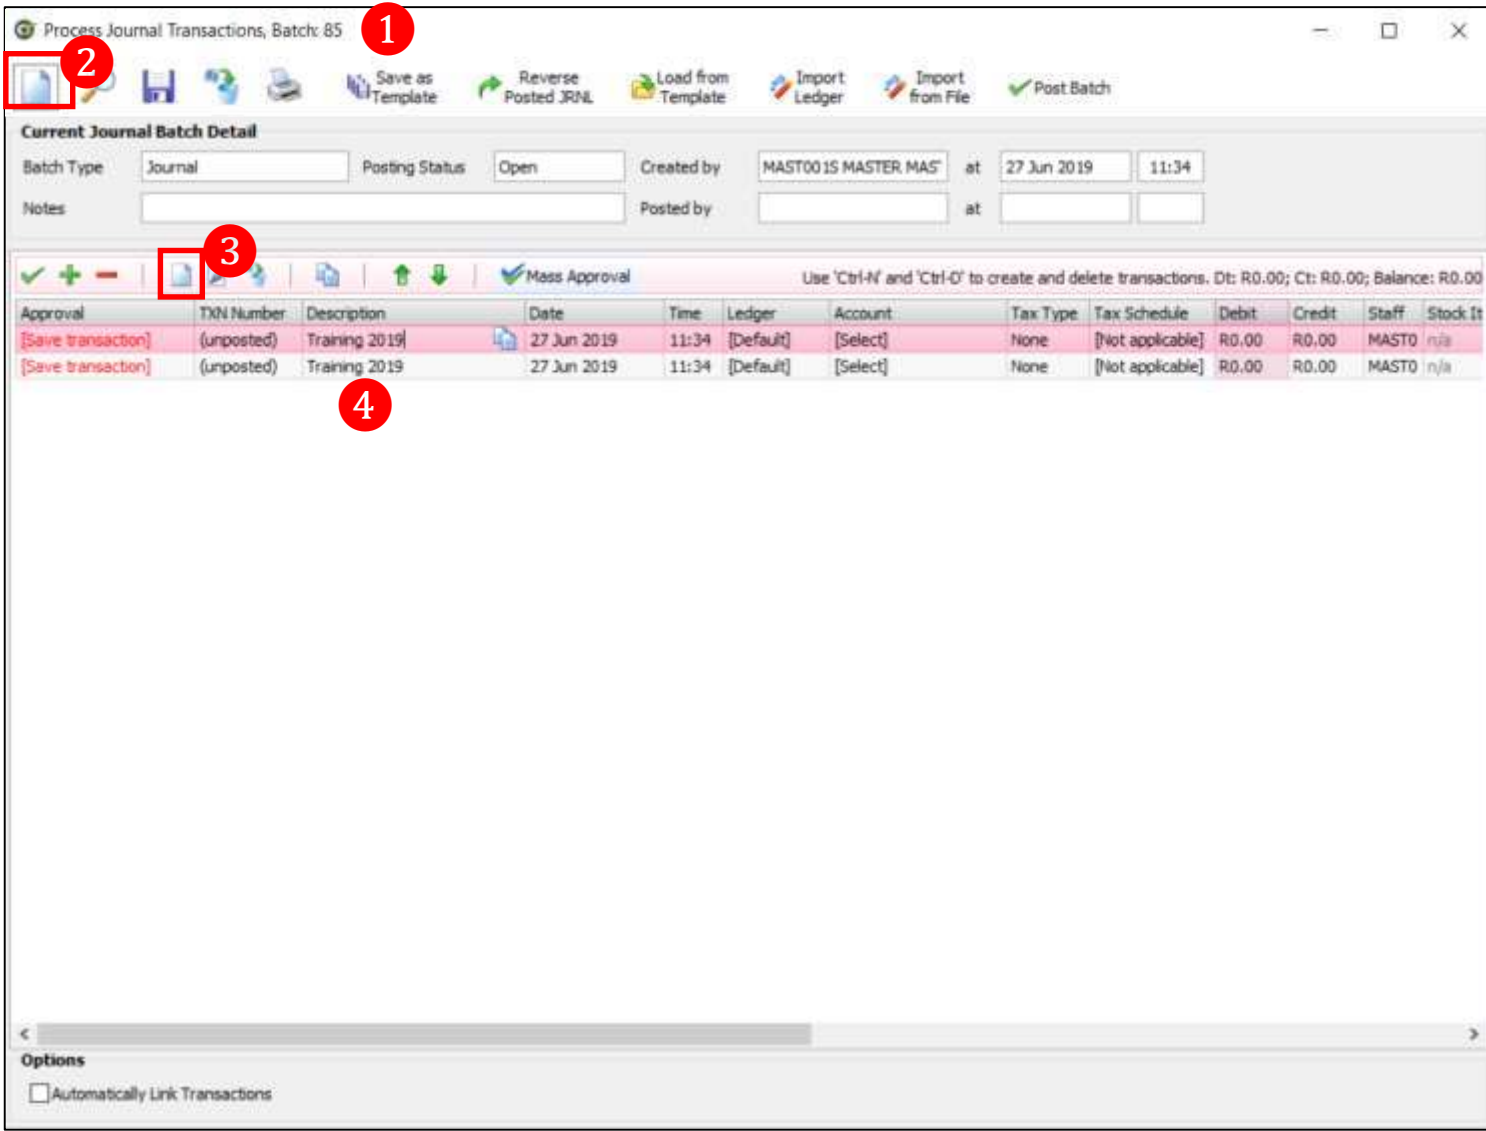 Process Journal Transactions, Batch: 85
1
2
Save as Template
Reverse Posted JRNL
Load from Template
Import Ledger
Import from File
Post Batch
Current Journal Batch Detail
Batch Type Journal Posting Status Open Created by MAST001S MASTER MAS at 27 Jun 2019 11:34
Notes Posted by at
3
Mass Approval Use 'Ctrl-N' and 'Ctrl-D' to create and delete transactions. Dt: R0.00; Ct: R0.00; Balance: R0.00
Approval TXN Number Description Date Time Ledger Account Tax Type Tax Schedule Debit Credit Staff Stock It
[Save transaction] (unposted) Training 2019 27 Jun 2019 11:34 [Default] [Select] None [Not applicable] R0.00 R0.00 MAST0 n/a
[Save transaction] (unposted) Training 2019 27 Jun 2019 11:34 [Default] [Select] None [Not applicable] R0.00 R0.00 MAST0 n/a
4
Options
Automatically Link Transactions